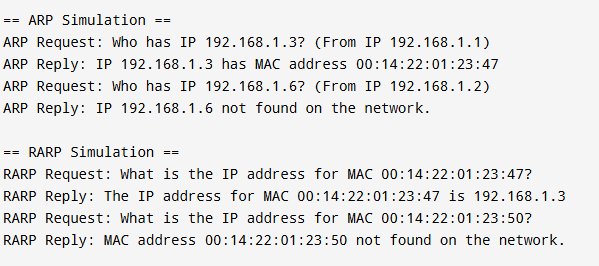 == ARP Simulation ==
ARP Request: Who has IP 192.168.1.3? (From IP 192.168.1.1)
ARP Reply: IP 192.168.1.3 has MAC address 00:14:22:01:23:47
ARP Request: Who has IP 192.168.1.6? (From IP 192.168.1.2)
ARP Reply: IP 192.168.1.6 not found on the network.
== RARP Simulation ==
RARP Request: What is the IP address for MAC 00:14:22:01:23:47?
RARP Reply: The IP address for MAC 00:14:22:01:23:47 is 192.168.1.3
RARP Request: What is the IP address for MAC 00:14:22:01:23:50?
RARP Reply: MAC address 00:14:22:01:23:50 not found on the network.